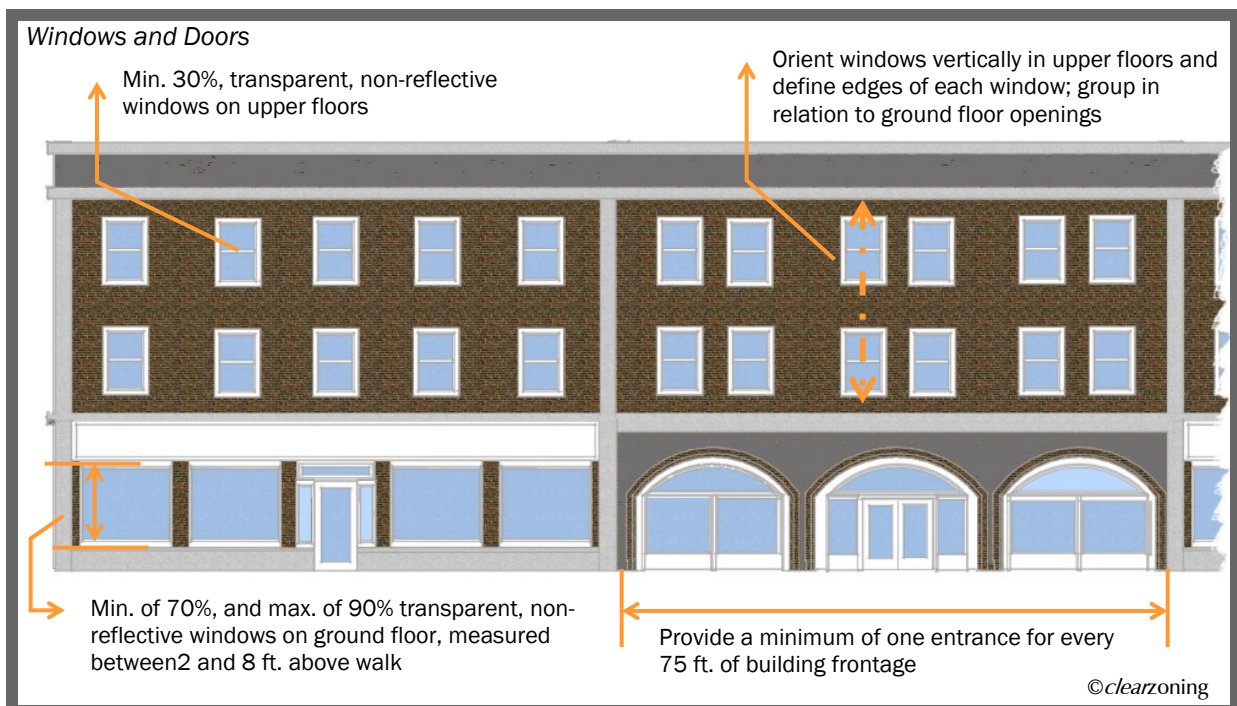 Windows and Doors
Min. 30%, transparent, non-reflective
windows on upper floors
Orient windows vertically in upper floors and
define edges of each window; group in
relation to ground floor openings
Min. of 70%, and max. of 90% transparent, non-
reflective windows on ground floor, measured
between2 and 8 ft. above walk
Provide a minimum of one entrance for every
75 ft. of building frontage
©clearzoning